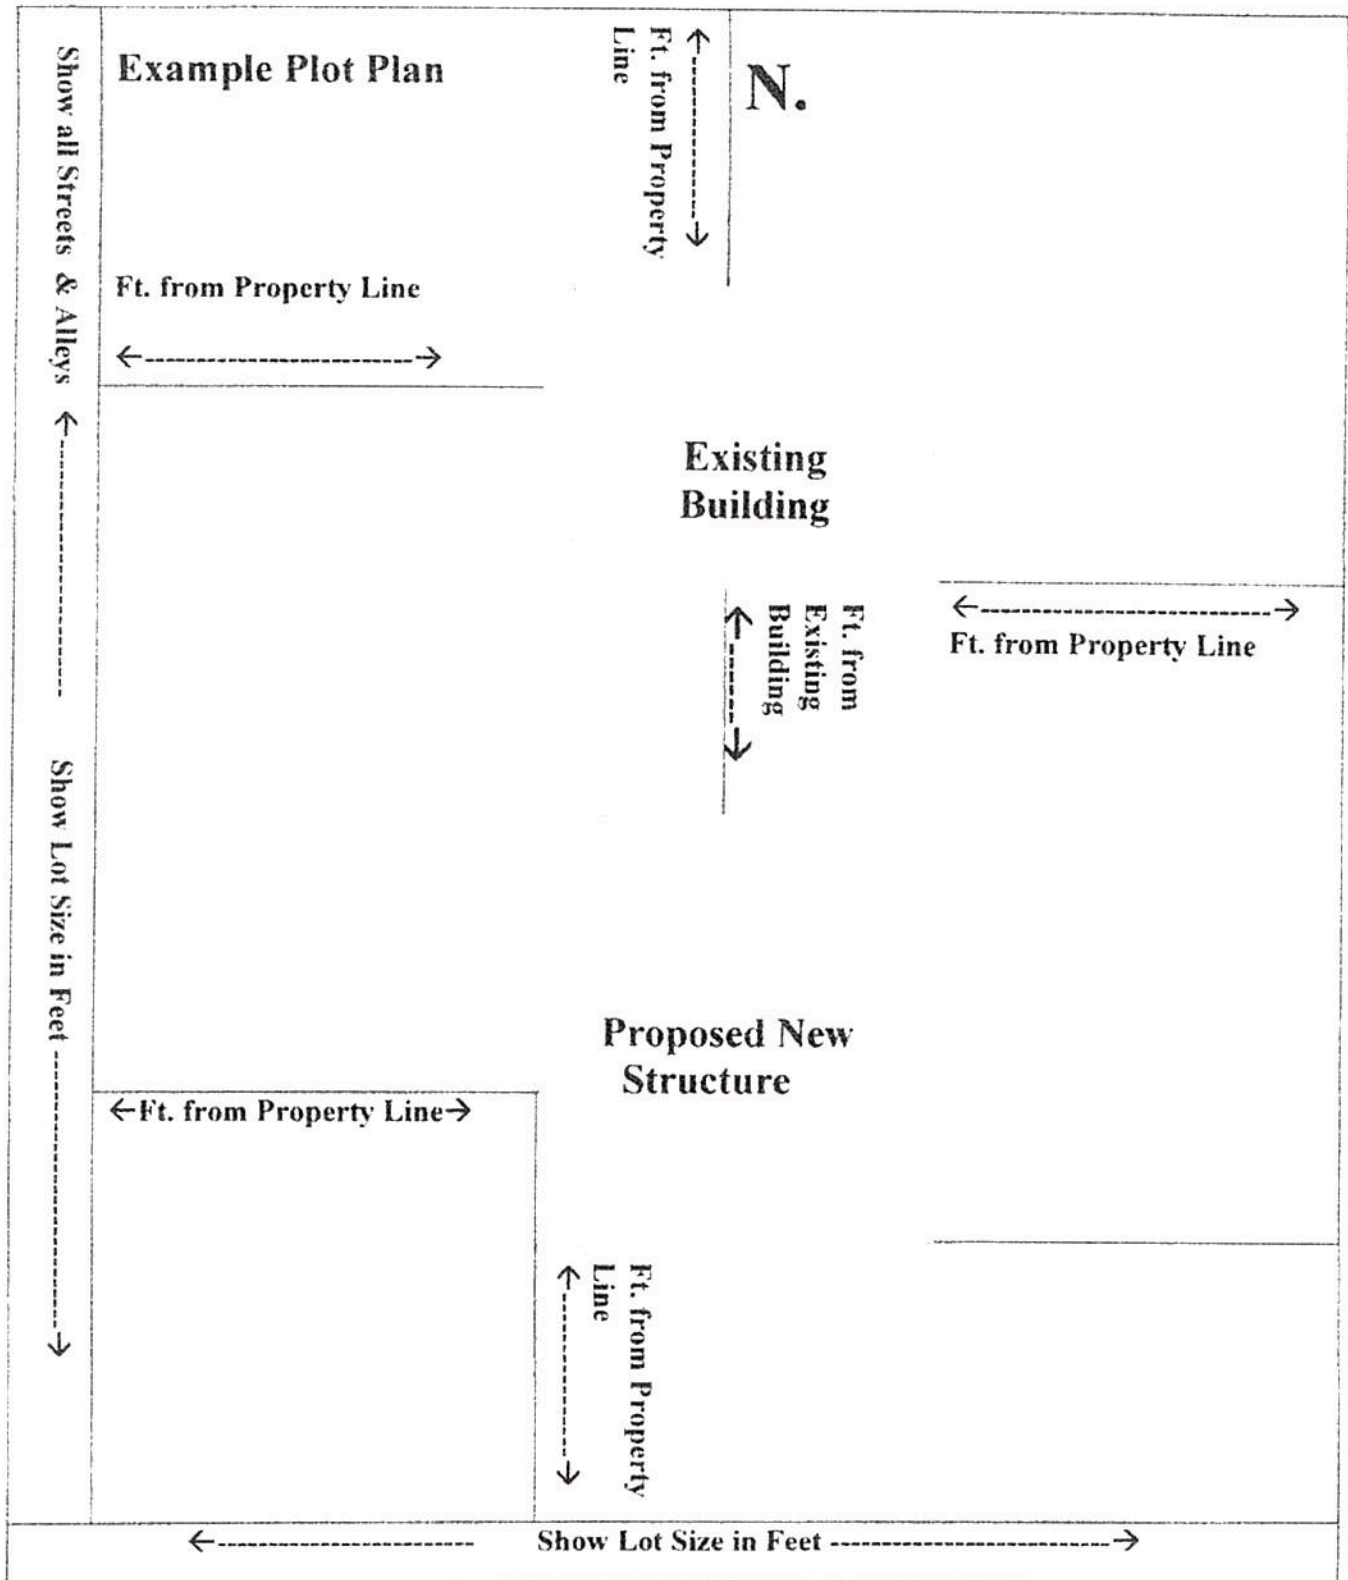 Example Plot Plan
Ft. from Property
Line
N.
Show all Streets & Alleys
Ft. from Property Line
Existing
Building
Ft. from
Existing
Building
Ft. from Property Line
Show Lot Size in Feet
Proposed New
Structure
Ft. from Property Line
Ft. from Property
Line
Show Lot Size in Feet